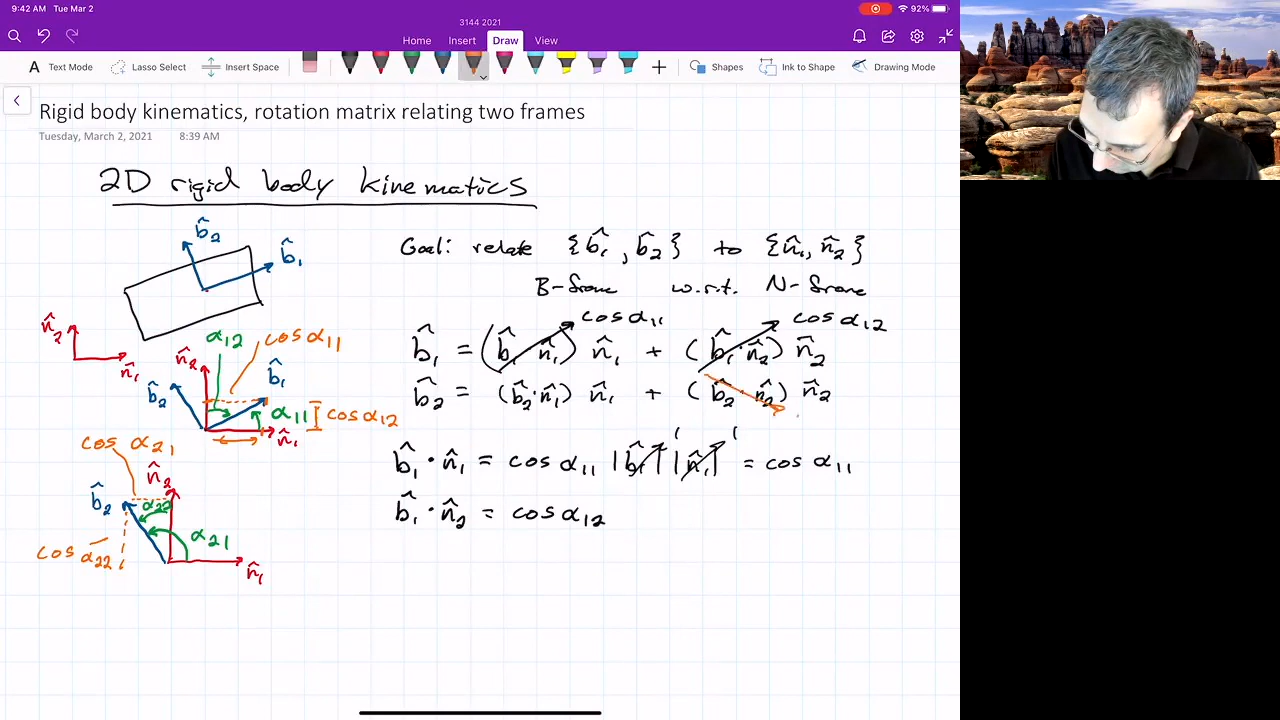 9:42 AM Tue Mar 2
92%
3144 2021
Home Insert Draw View
Text Mode Lasso Select Insert Space Shapes Ink to Shape Drawing Mode
Rigid body kinematics, rotation matrix relating two frames
Tuesday, March 2, 2021 8:39 AM
2D rigid body kinematics
b̂₂
b̂₁
Goal: relate {b̂₁, b̂₂} to {n̂₁, n̂₂}
B-frame w.r.t. N-frame
n̂₂
n̂₁
α₁₂
cos α₁₁
n̂₂
b̂₁
b̂₂
α₁₁
cos α₁₂
n̂₁
cos α₁₁ cos α₁₂
b̂₁ = (b̂₁ · n̂₁) n̂₁ + (b̂₁ · n̂₂) n̂₂
b̂₂ = (b̂₂ · n̂₁) n̂₁ + (b̂₂ · n̂₂) n̂₂
cos α₂₁
n̂₂
b̂₂
α₂₂
α₂₁
cos α₂₂
n̂₁
1 1
b̂₁ · n̂₁ = cos α₁₁ |b̂₁| |n̂₁| = cos α₁₁
b̂₁ · n̂₂ = cos α₁₂